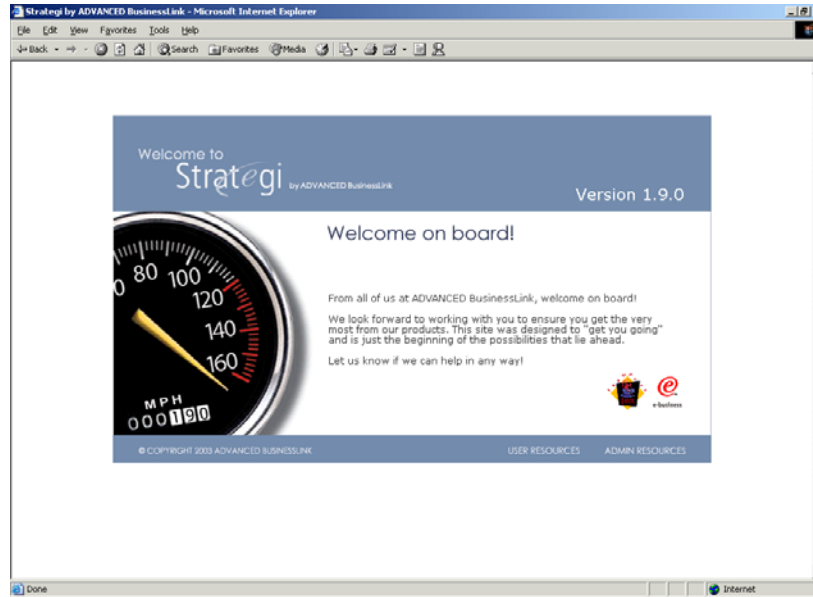 Strategi by ADVANCED BusinessLink - Microsoft Internet Explorer
File Edit View Favorites Tools Help
Back Search Favorites Media
Welcome to
Strategi by ADVANCED BusinessLink
Version 1.9.0
Welcome on board!
From all of us at ADVANCED BusinessLink, welcome on board!
We look forward to working with you to ensure you get the very
most from our products. This site was designed to "get you going"
and is just the beginning of the possibilities that lie ahead.
Let us know if we can help in any way!
80 100
0 120
140
160
MPH
000190
e
e-business
© COPYRIGHT 2003 ADVANCED BUSINESSLINK USER RESOURCES ADMIN RESOURCES
Done Internet